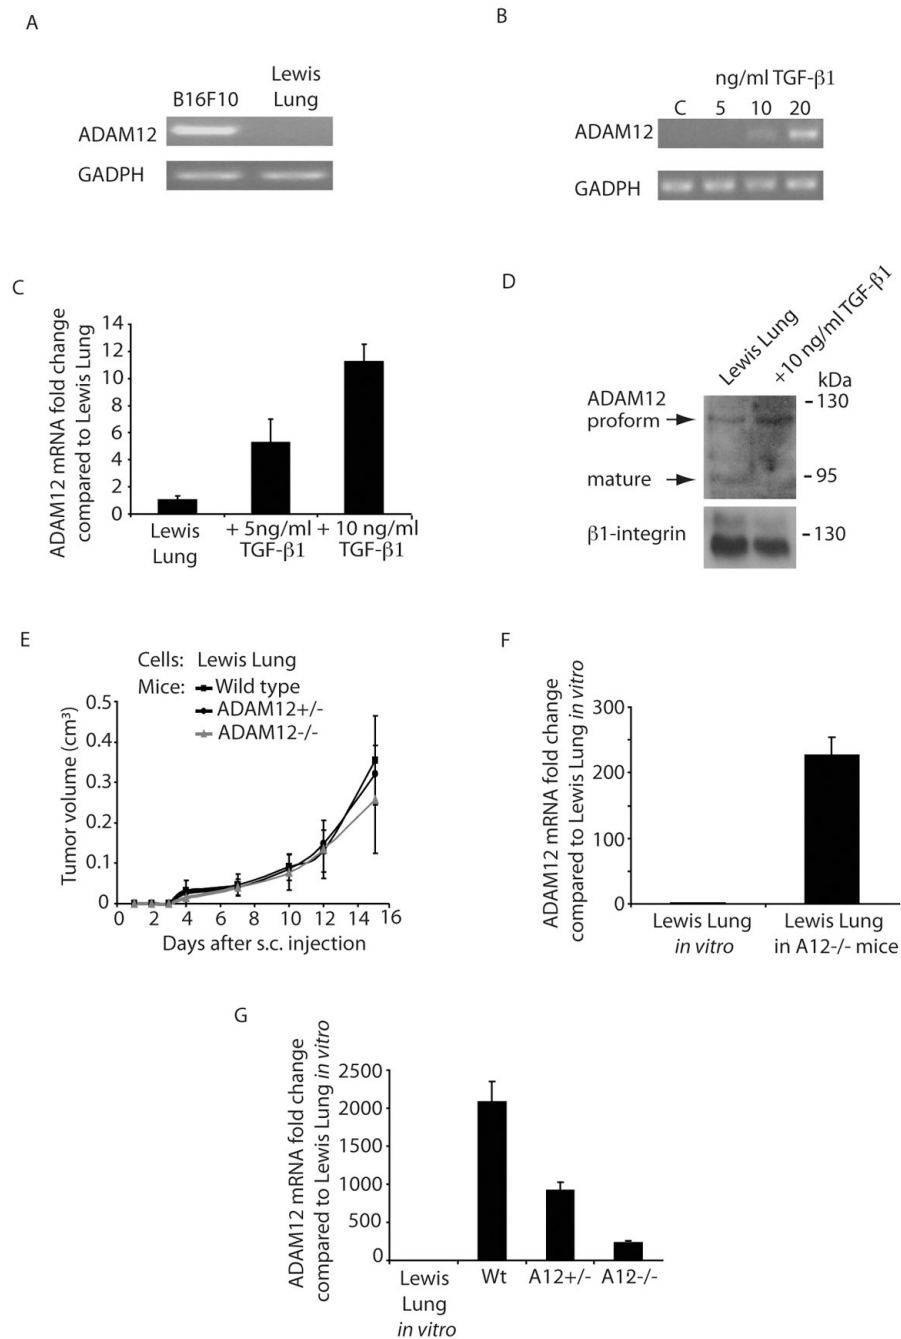 A
B16F10
Lewis
Lung
ADAM12
GADPH
B
ng/ml TGF-β1
C 5 10 20
ADAM12
GADPH
C
ADAM12 mRNA fold change
compared to Lewis Lung
14
12
10
8
6
4
2
0
Lewis
Lung
+ 5ng/ml
TGF-β1
+ 10 ng/ml
TGF-β1
D
Lewis Lung
+10 ng/ml TGF-β1
kDa
ADAM12
proform
mature
-130
-95
β1-integrin
-130
E
Cells: Lewis Lung
Mice: Wild type
ADAM12+/-
ADAM12-/-
Tumor volume (cm³)
0.5
0.4
0.3
0.2
0.1
0
0 2 4 6 8 10 12 14 16
Days after s.c. injection
F
ADAM12 mRNA fold change
compared to Lewis Lung in vitro
300
200
100
0
Lewis Lung
in vitro
Lewis Lung
in A12-/- mice
G
ADAM12 mRNA fold change
compared to Lewis Lung in vitro
2500
2000
1500
1000
500
0
Lewis
Lung
in vitro
Wt
A12+/-
A12-/-